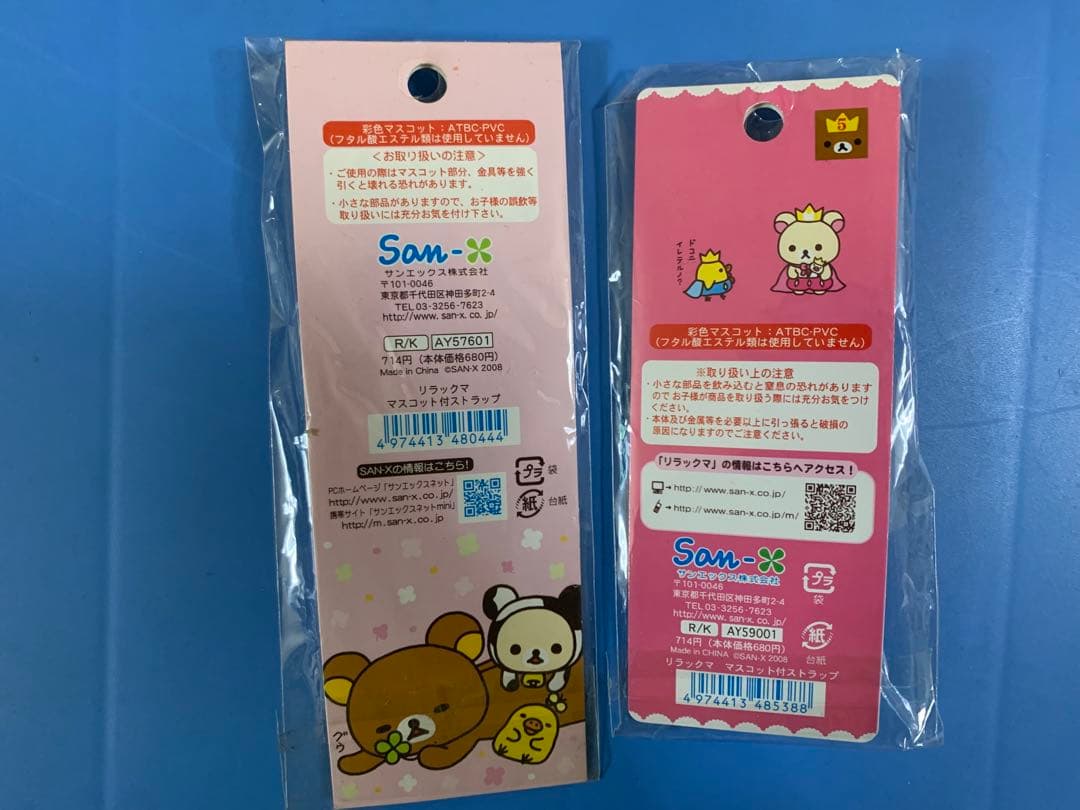 彩色マスコット：ATBC-PVC
(フタル酸エステル類は使用していません)
＜お取り扱いの注意＞
・ご使用の際はマスコット部分、金具等を強く
引くと壊れる恐れがあります。
・小さな部品がありますので、お子様の誤飲等
取り扱いには充分お気を付け下さい。
San-X
サンエックス株式会社
〒101-0046
東京都千代田区神田多町2-4
TEL 03-3256-7623
http://www.san-x.co.jp/
R/K AY57601
714円（本体価格680円）
Made in China ©SAN-X 2008
リラックマ
マスコット付ストラップ
4974413480444
SAN-Xの情報はこちら!
PCホームページ「サンエックスネット」
http://www.san-x.co.jp/
携帯サイト「サンエックスネットmini」
http://m.san-x.co.jp
プラ 袋
紙 台紙
ブゥ
5
ドコニ
イレテルノ?
彩色マスコット：ATBC-PVC
(フタル酸エステル類は使用していません)
※取り扱い上の注意
・小さな部品を飲み込むと窒息の恐れがあります
ので お子様が商品を取り扱う際には充分お気をつけ
ください。
・本体及び金属等を必要以上に引っ張ると破損の
原因になりますのでご注意ください。
「リラックマ」の情報はこちらへアクセス！
→http://www.san-x.co.jp/
→http://www.san-x.co.jp/m/
San-X
サンエックス株式会社
〒101-0046
東京都千代田区神田多町2-4
TEL 03-3256-7623
http://www.san-x.co.jp/
R/K AY59001
714円（本体価格680円）
Made in CHINA ©SAN-X 2008
リラックマ マスコット付ストラップ
4974413485388
プラ
袋
紙
台紙